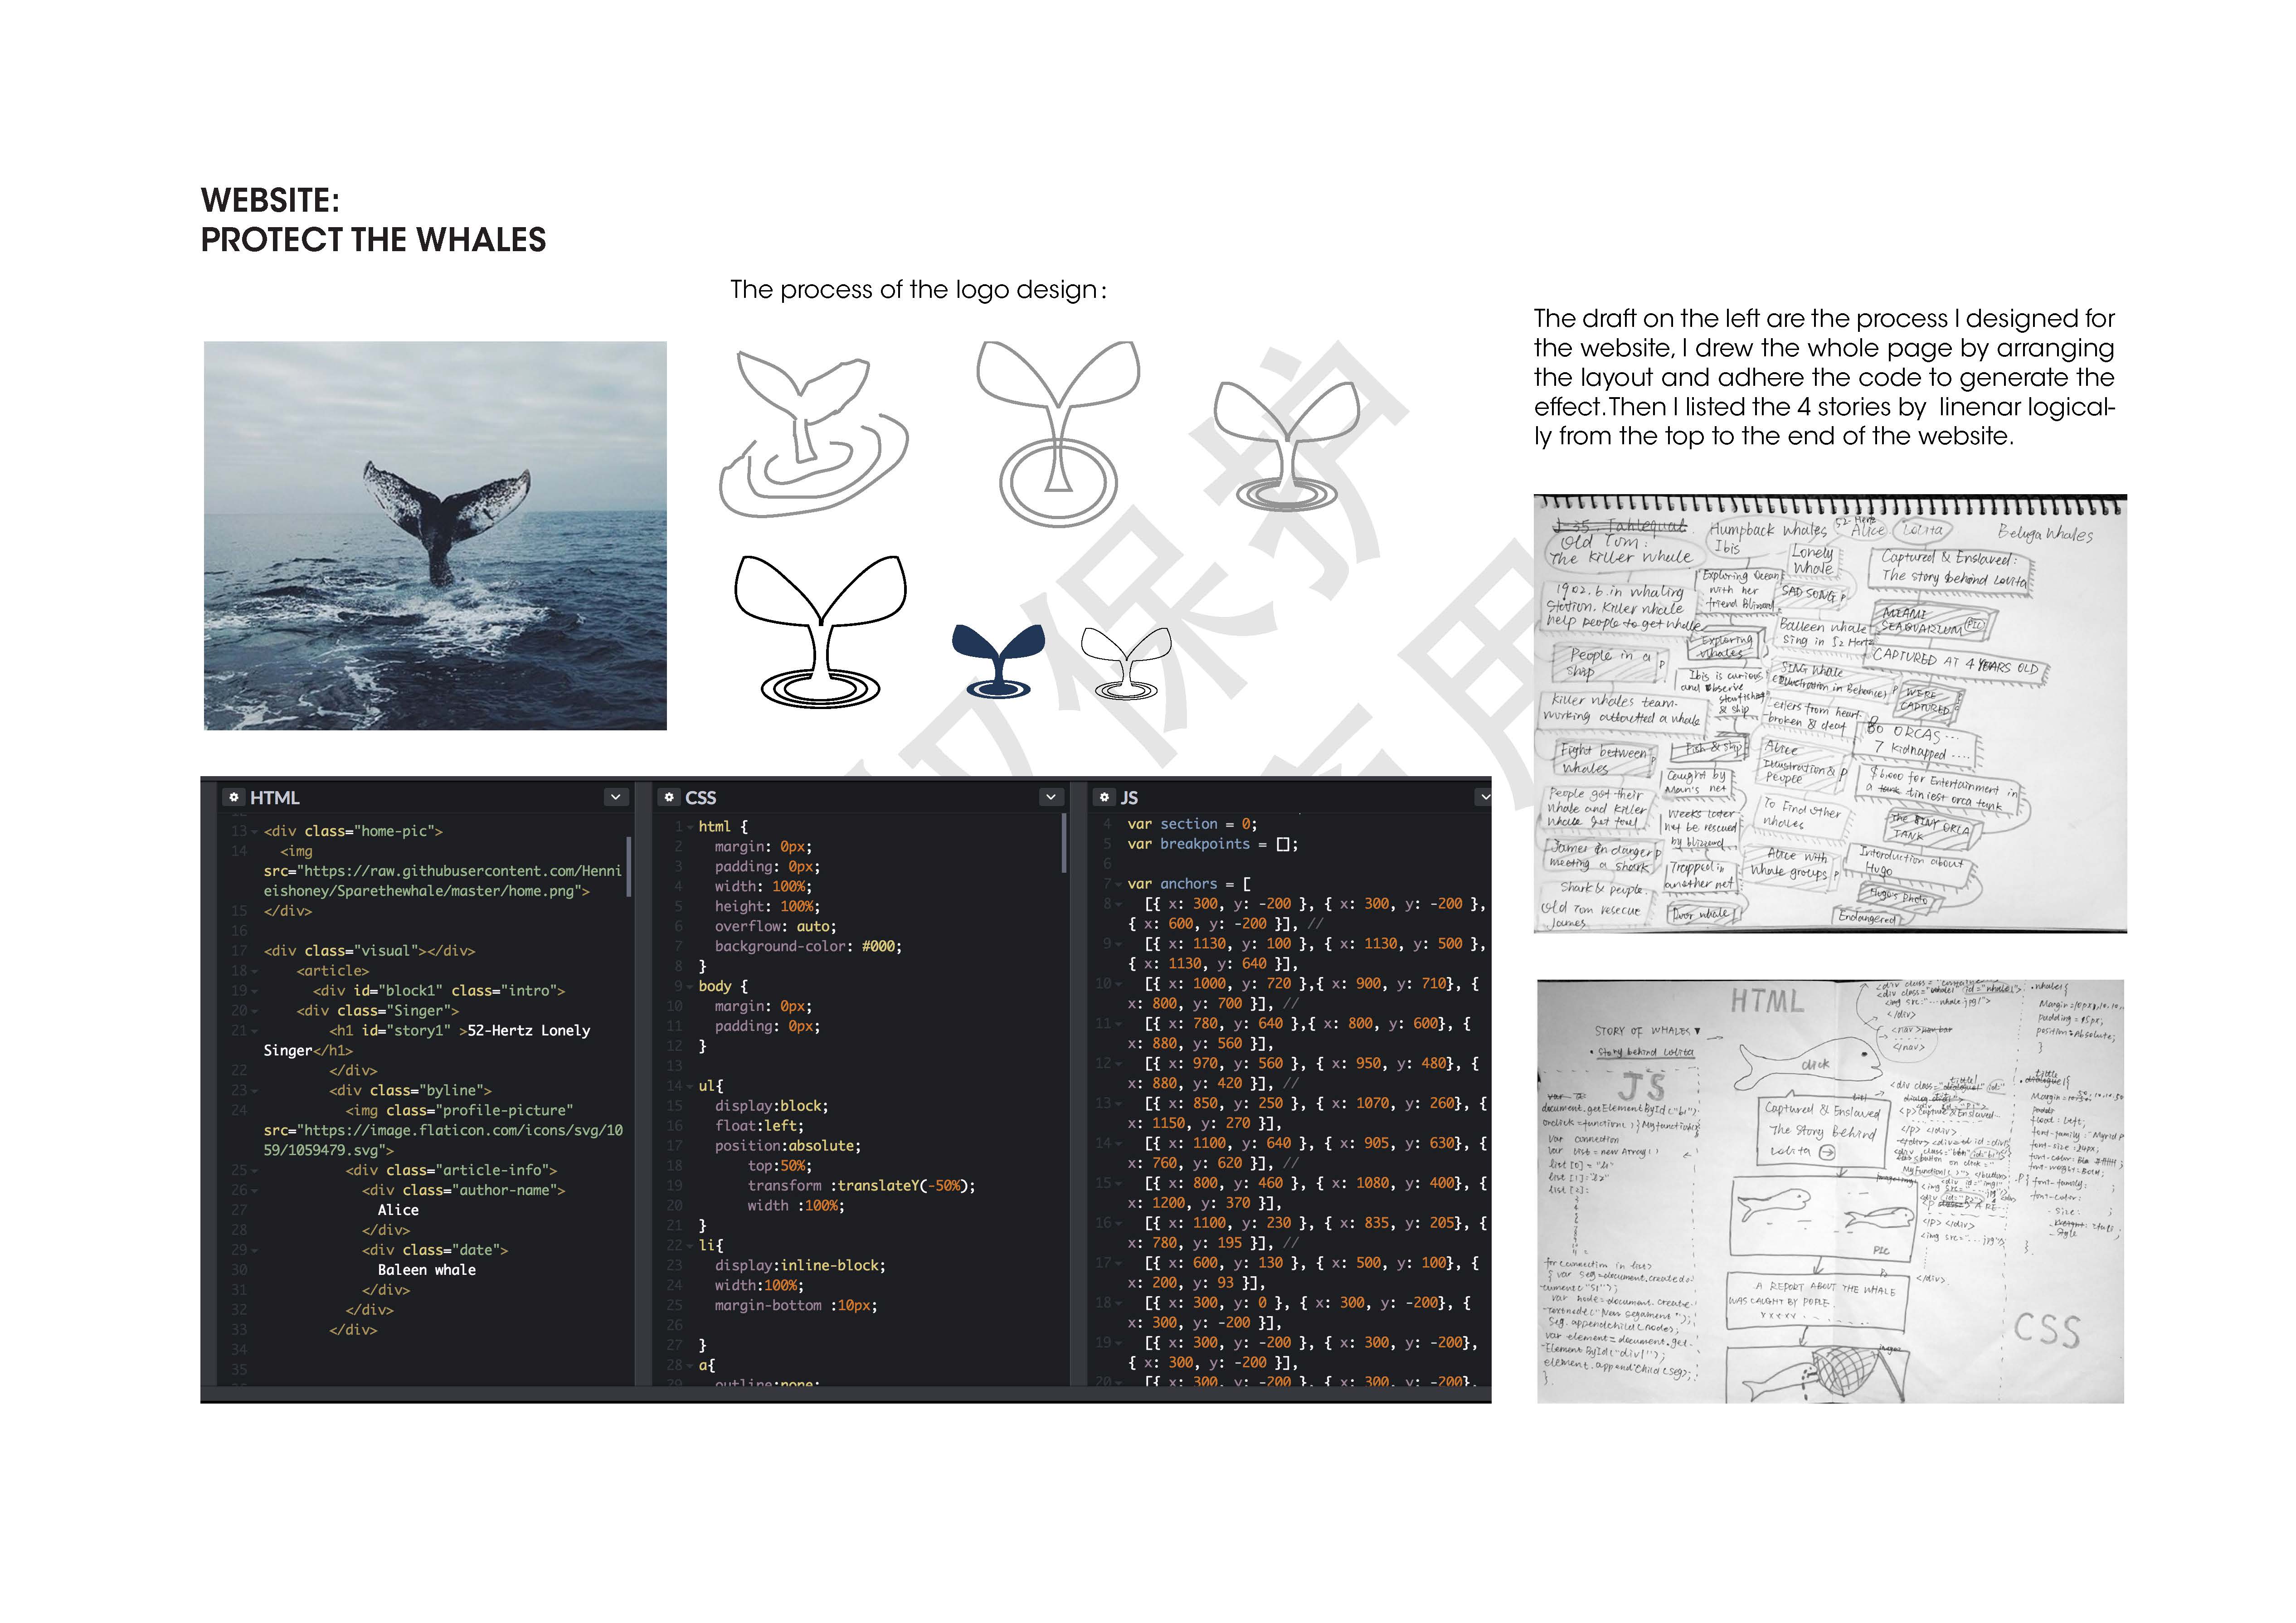 WEBSITE:
PROTECT THE WHALES
The process of the logo design:
The draft on the left are the process I designed for
the website, I drew the whole page by arranging
the layout and adhere the code to generate the
effect. Then I listed the 4 stories by linenar logical-
ly from the top to the end of the website.
保护
用
HTML
13 <div class="home-pic">
14 <img
src="https://raw.githubusercontent.com/Henni
eishoney/Sparethewhale/master/home.png">
15 </div>
16
17 <div class="visual"></div>
18 <article>
19 <div id="block1" class="intro">
20 <div class="Singer">
21 <h1 id="story1" >52-Hertz Lonely
Singer</h1>
22 </div>
23 <div class="byline">
24 <img class="profile-picture"
src="https://image.flaticon.com/icons/svg/10
59/1059479.svg">
25 <div class="article-info">
26 <div class="author-name">
27 Alice
28 </div>
29 <div class="date">
30 Baleen whale
31 </div>
32 </div>
33 </div>
34
35
CSS
1 html {
2 margin: 0px;
3 padding: 0px;
4 width: 100%;
5 height: 100%;
6 overflow: auto;
7 background-color: #000;
8 }
9 body {
10 margin: 0px;
11 padding: 0px;
12 }
13
14 ul{
15 display:block;
16 float:left;
17 position:absolute;
18 top:50%;
19 transform :translateY(-50%);
20 width :100%;
21 }
22 li{
23 display:inline-block;
24 width:100%;
25 margin-bottom :10px;
26
27 }
28 a{
29 outline:none;
JS
4 var section = 0;
5 var breakpoints = [];
6
7 var anchors = [
8 [{ x: 300, y: -200 }, { x: 300, y: -200 },
{ x: 600, y: -200 }], //
9 [{ x: 1130, y: 100 }, { x: 1130, y: 500 },
{ x: 1130, y: 640 }],
10 [{ x: 1000, y: 720 },{ x: 900, y: 710}, {
x: 800, y: 700 }], //
11 [{ x: 780, y: 640 },{ x: 800, y: 600}, {
x: 880, y: 560 }],
12 [{ x: 970, y: 560 }, { x: 950, y: 480}, {
x: 880, y: 420 }], //
13 [{ x: 850, y: 250 }, { x: 1070, y: 260}, {
x: 1150, y: 270 }],
14 [{ x: 1100, y: 640 }, { x: 905, y: 630}, {
x: 760, y: 620 }], //
15 [{ x: 800, y: 460 }, { x: 1080, y: 400}, {
x: 1200, y: 370 }],
16 [{ x: 1100, y: 230 }, { x: 835, y: 205}, {
x: 780, y: 195 }], //
17 [{ x: 600, y: 130 }, { x: 500, y: 100}, {
x: 200, y: 93 }],
18 [{ x: 300, y: 0 }, { x: 300, y: -200}, {
x: 300, y: -200 }],
19 [{ x: 300, y: -200 }, { x: 300, y: -200},
{ x: 300, y: -200 }],
20 [{ x: 300, y: -200 }, { x: 300, y: -200},
Old Tom:
The Killer Whale
1902.6.in whaling
station. Killer whale
help people to get whale
People in a
ship
P
Killer whales team-
working
a whale
Fight between
whales
P
People got their
whale and killer
whale get
James in danger
meeting a shark
P
Shark & people.
Old Tom
James
Humpback Whales
Ibis
Exploring Ocean
with her
friend Blizzard
Exploring
whales
Ibis is curious
and observe
& ship
Fish & ship
Caught by
Man's net
Weeks later
net be rescued
by blizzard
Trapped in
another net
Poor whale
52-Hertz
Alice
Lonely
Whale
SAD SONG P
Balleen whale
Sing in 52 Hertz
Sing Whale
broken & deaf
Alice
Illustration &
People
P
To Find other
whales
Alice with
whale groups P
Lolita
Captured & Enslaved:
The story behind Lolita
MIAMI
SEAQUARIUM
PIC
CAPTURED AT 4 YEARS OLD
WERE
CAPTURED
80 ORCAS...
7 kidnapped ....
$6,000 for Entertainment in
a tiniest orca tank
THE TINY ORCA
TANK
Interduction about
Hugo
Hugo's Photo
Endangered
Beluga Whales
HTML
STORY OF WHALES ▼
• Story behind Lolita
click
JS
Captured & Enslaved
The Story Behind
Lolita
PIC
A REPORT ABOUT THE WHALE
WAS CAUGHT BY POPLE.
CSS